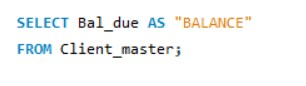 SELECT Bal_due AS "BALANCE"
FROM Client_master;